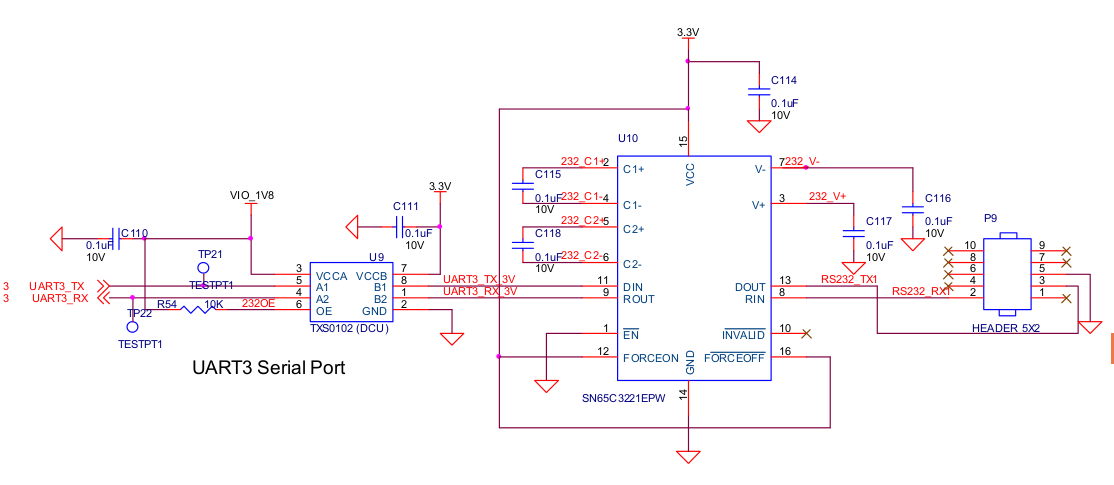 3.3V
C114
0.1uF
10V
U10
15
VCC
232_C1+
2
C1+
C115
0.1uF
10V
232_C1-
4
C1-
232_C2+
5
C2+
C118
0.1uF
10V
232_C2-
6
C2-
V-
7
232_V-
V+
3
232_V+
C116
0.1uF
10V
C117
0.1uF
10V
P9
10
8
6
4
2
9
7
5
3
1
HEADER 5X2
VIO_1V8
3.3V
C111
0.1uF
10V
C110
0.1uF
10V
TP21
TESTPT1
U9
3
VCCA
VCCB
7
3
UART3_TX
5
A1
B1
8
UART3_TX_3V
11
DIN
DOUT
13
RS232_TX1
3
UART3_RX
4
A2
B2
1
UART3_RX_3V
9
ROUT
RIN
8
RS232_RX1
R54
10K
232OE
6
OE
GND
2
TXS0102 (DCU)
TP22
TESTPT1
1
EN
INVALID
10
12
FORCEON
FORCEOFF
16
GND
14
SN65C3221EPW
UART3 Serial Port